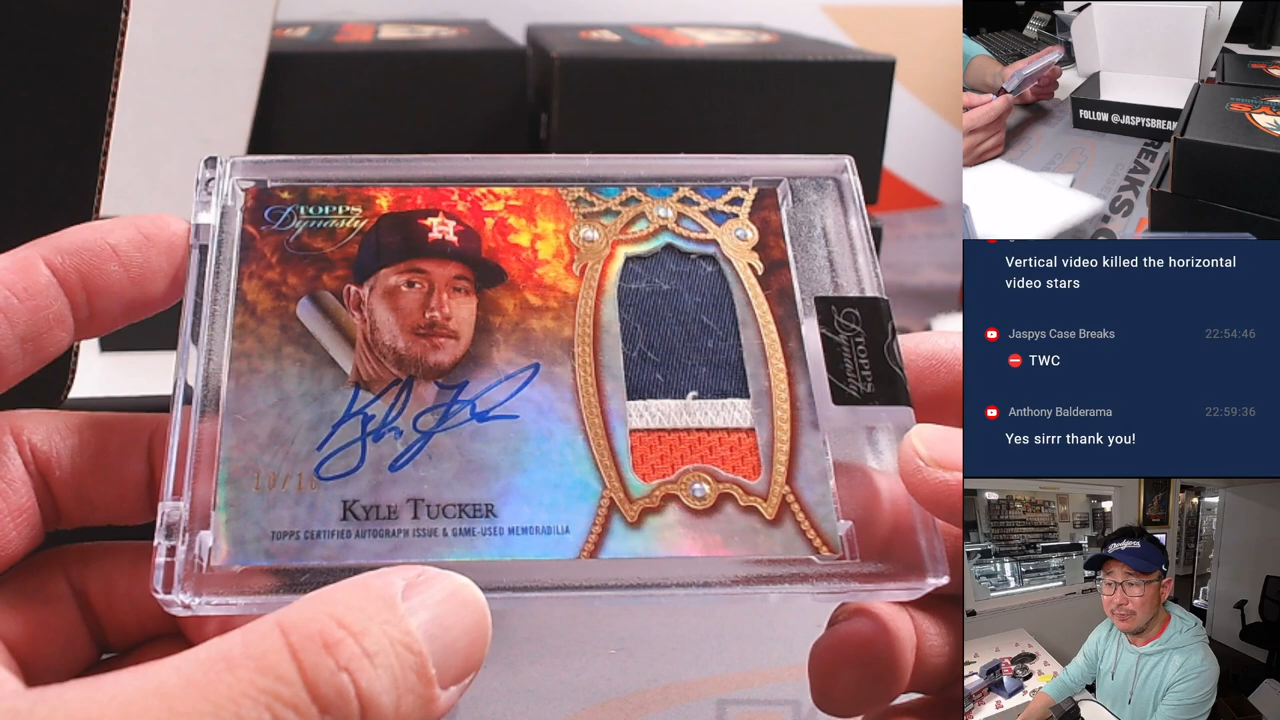 TOPPS
Dynasty
H
10/10
KYLE TUCKER
TOPPS CERTIFIED AUTOGRAPH ISSUE & GAME-USED MEMORABILIA
TOPPS
Dynasty
FOLLOW @JASPYSBREAK
REAKS.C
Vertical video killed the horizontal
video stars
Jaspys Case Breaks 22:54:46
TWC
Anthony Balderama 22:59:36
Yes sirrr thank you!
Dodgers